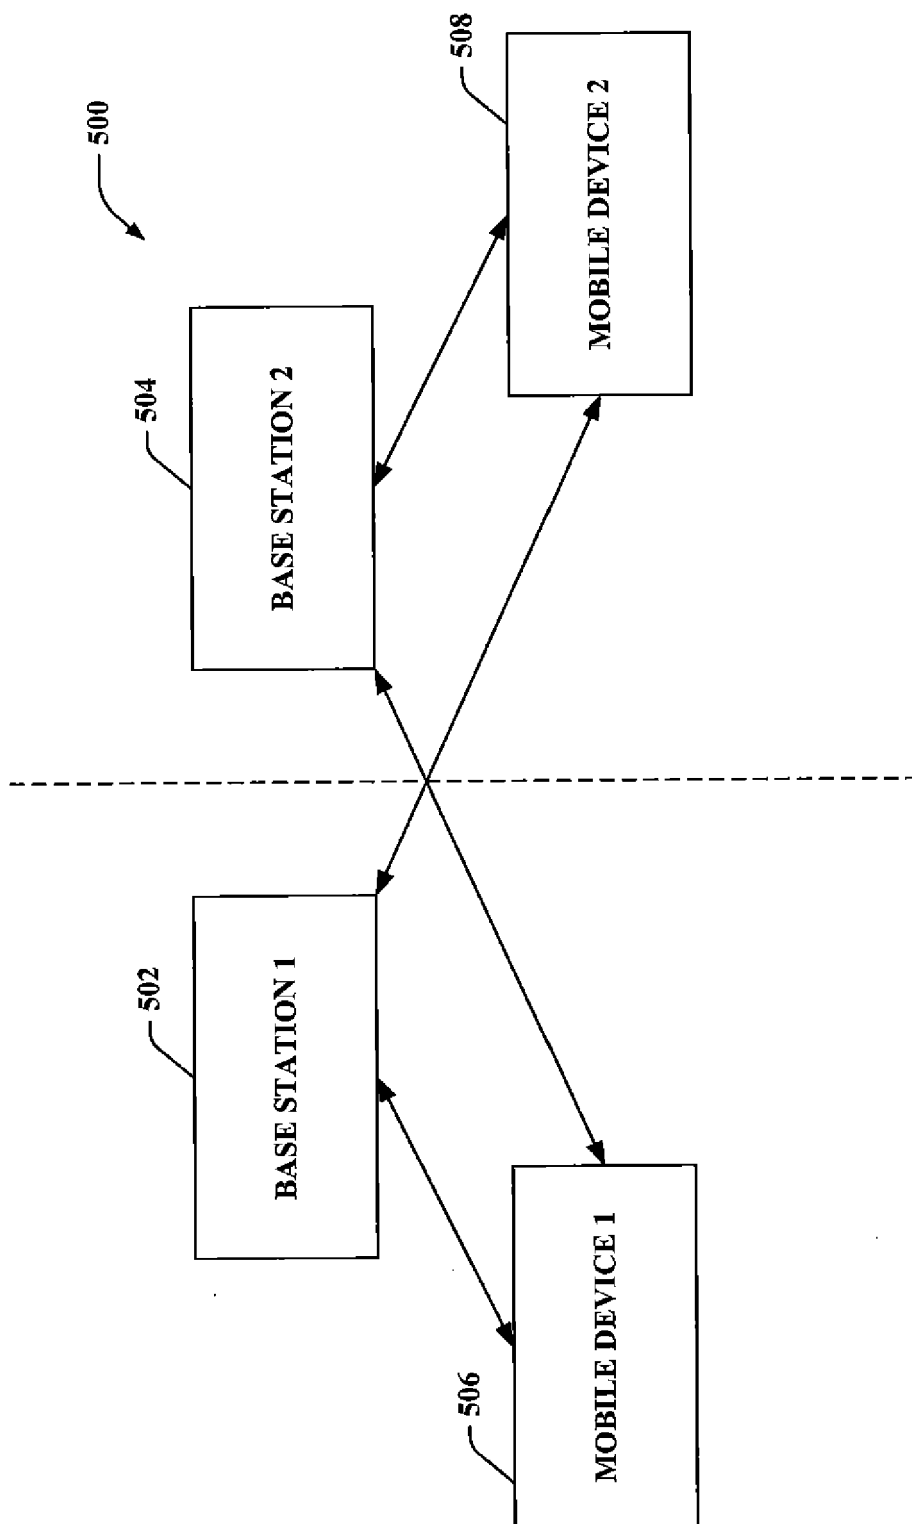 500
502
BASE STATION 1
504
BASE STATION 2
506
MOBILE DEVICE 1
508
MOBILE DEVICE 2